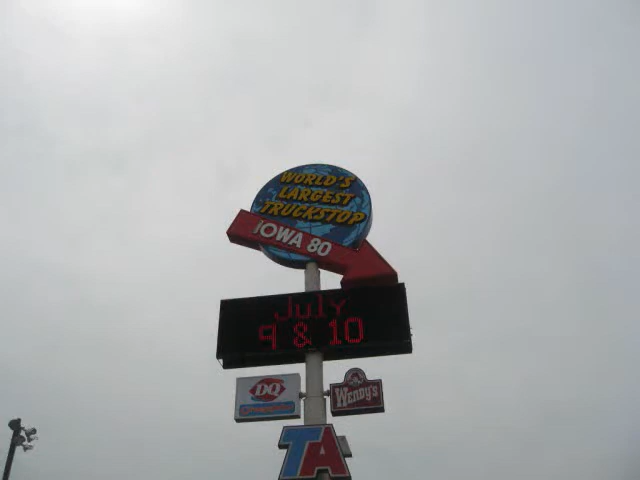 WORLD'S
LARGEST
TRUCKSTOP
IOWA 80
July
9 & 10
DQ
WENDY'S
TA